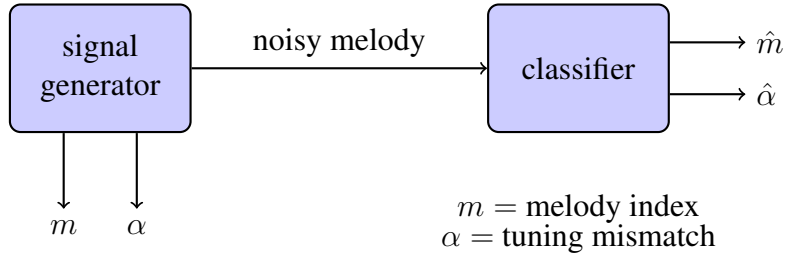 signal
generator
noisy melody
classifier
m̂
α̂
m α
m = melody index
α = tuning mismatch